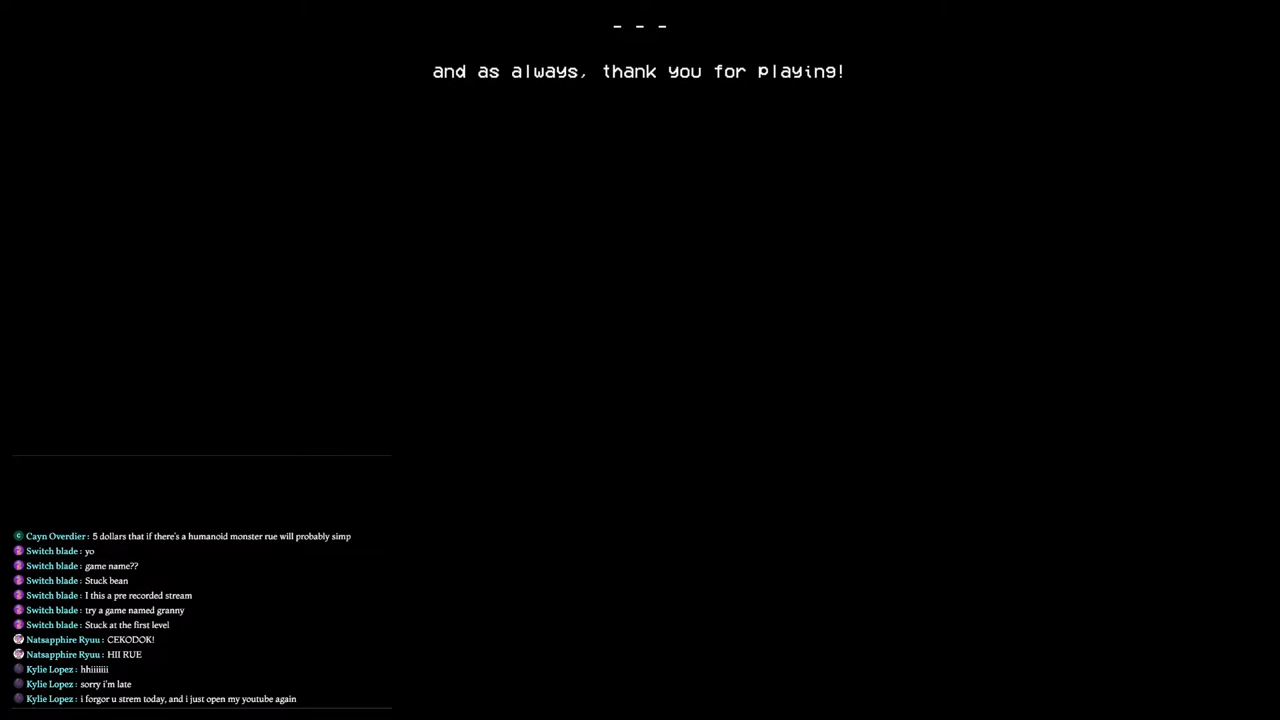 - - -
and as always, thank you for playing!
Cayn Overdier : 5 dollars that if there's a humanoid monster rue will probably simp
Switch blade : yo
Switch blade : game name??
Switch blade : Stuck bean
Switch blade : I this a pre recorded stream
Switch blade : try a game named granny
Switch blade : Stuck at the first level
Natsapphire Ryuu : CEKODOK!
Natsapphire Ryuu : HII RUE
Kylie Lopez : hhiiiiiii
Kylie Lopez : sorry i'm late
Kylie Lopez : i forgor u strem today, and i just open my youtube again